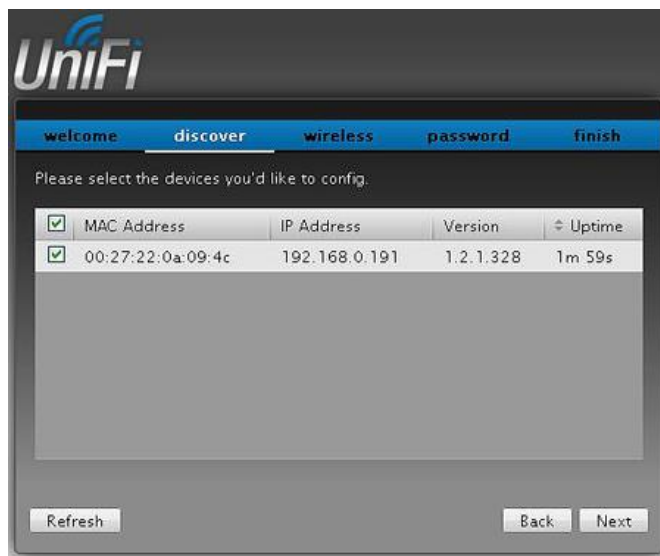 UniFi
welcome discover wireless password finish
Please select the devices you'd like to config.
MAC Address IP Address Version Uptime
00:27:22:0a:09:4c 192.168.0.191 1.2.1.328 1m 59s
Refresh Back Next